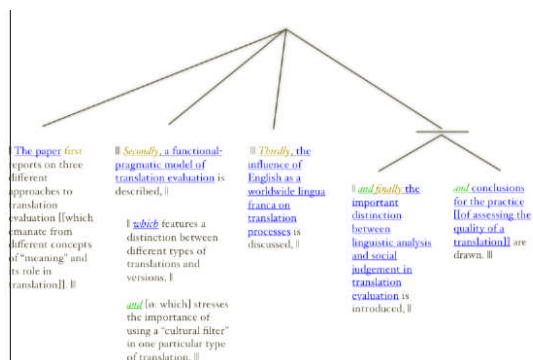 || The paper first
reports on three
different
approaches to
translation
evaluation [[which
emanate from
different concepts
of "meaning" and
its role in
translation]]. |||
||| Secondly, a functional-
pragmatic model of
translation evaluation is
described, ||
|| which features a
distinction between
different types of
translations and
versions, ||
and [ø: which] stresses
the importance of
using a "cultural filter"
in one particular type
of translation. |||
||| Thirdly, the
influence of
English as a
worldwide lingua
franca on
translation
processes is
discussed, ||
|| and finally the
important
distinction
between
linguistic analysis
and social
judgement in
translation
evaluation is
introduced, ||
and conclusions
for the practice
[[of assessing the
quality of a
translation]] are
drawn. |||